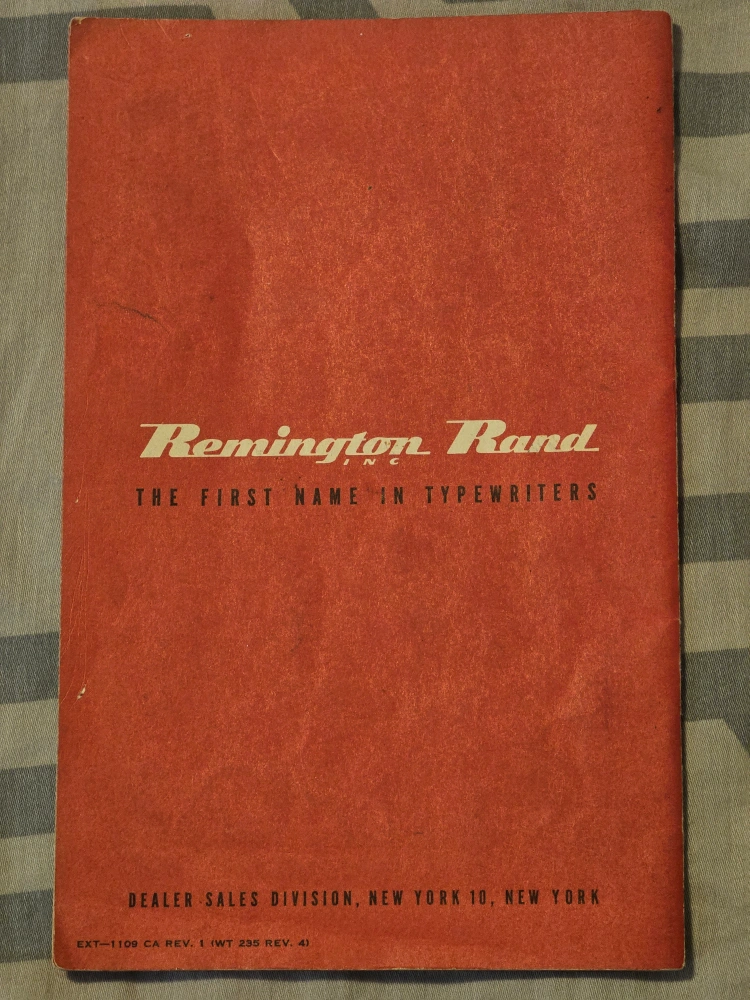 Remington Rand
INC
THE FIRST NAME IN TYPEWRITERS
DEALER SALES DIVISION, NEW YORK 10, NEW YORK
EXT—1109 CA REV. 1 (WT 235 REV. 4)